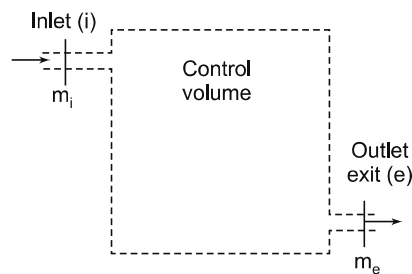 Inlet (i)
m_i
Control
volume
Outlet
exit (e)
m_e